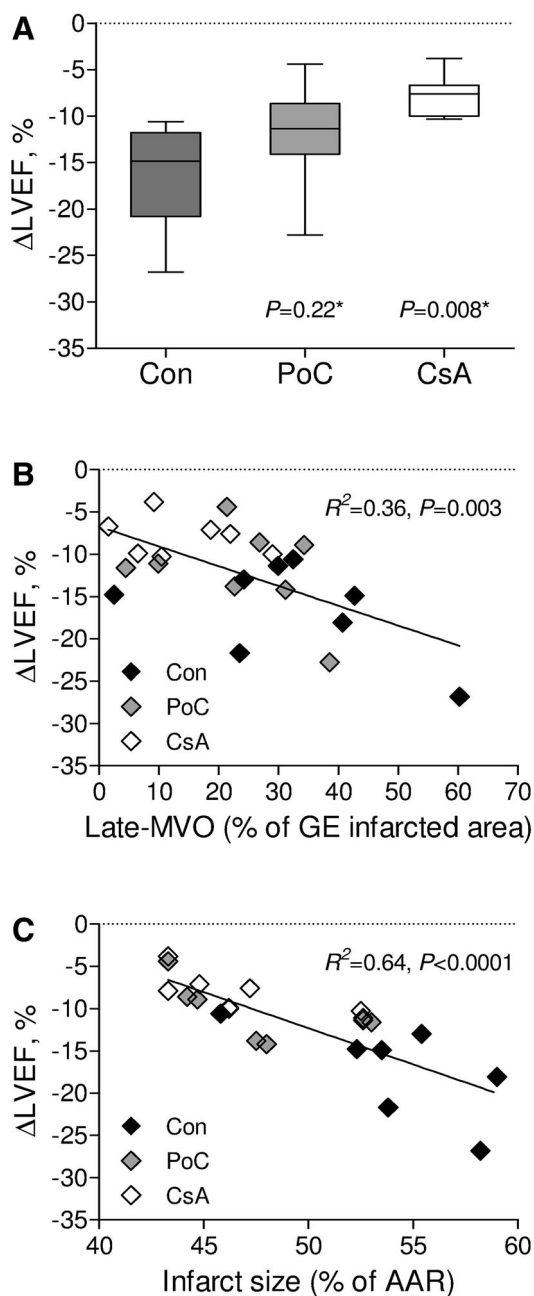 A
0
-5
-10
-15
-20
-25
-30
-35
ΔLVEF, %
P=0.22*
P=0.008*
Con
PoC
CsA
B
0
-5
-10
-15
-20
-25
-30
-35
ΔLVEF, %
R²=0.36, P=0.003
Con
PoC
CsA
0 10 20 30 40 50 60 70
Late-MVO (% of GE infarcted area)
C
0
-5
-10
-15
-20
-25
-30
-35
ΔLVEF, %
R²=0.64, P<0.0001
Con
PoC
CsA
40 45 50 55 60
Infarct size (% of AAR)